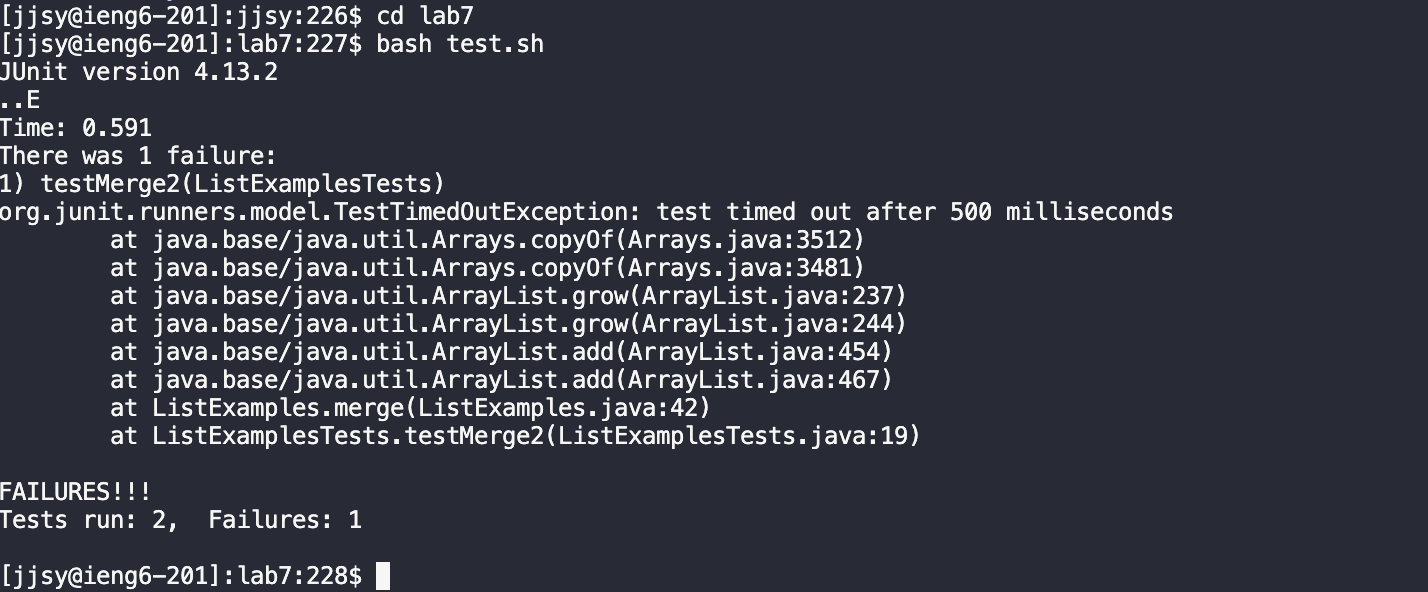 [jjsy@ieng6-201]:jjsy:226$ cd lab7
[jjsy@ieng6-201]:lab7:227$ bash test.sh
JUnit version 4.13.2
..E
Time: 0.591
There was 1 failure:
1) testMerge2(ListExamplesTests)
org.junit.runners.model.TestTimedOutException: test timed out after 500 milliseconds
        at java.base/java.util.Arrays.copyOf(Arrays.java:3512)
        at java.base/java.util.Arrays.copyOf(Arrays.java:3481)
        at java.base/java.util.ArrayList.grow(ArrayList.java:237)
        at java.base/java.util.ArrayList.grow(ArrayList.java:244)
        at java.base/java.util.ArrayList.add(ArrayList.java:454)
        at java.base/java.util.ArrayList.add(ArrayList.java:467)
        at ListExamples.merge(ListExamples.java:42)
        at ListExamplesTests.testMerge2(ListExamplesTests.java:19)
FAILURES!!!
Tests run: 2,  Failures: 1
[jjsy@ieng6-201]:lab7:228$